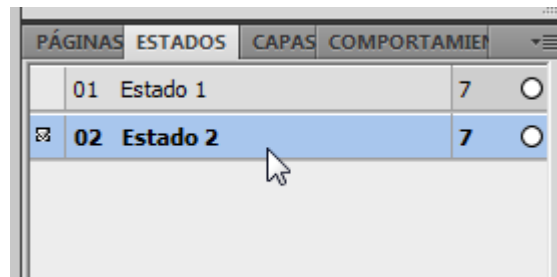 PÁGINAS ESTADOS CAPAS COMPORTAMIEN
01 Estado 1 7
02 Estado 2 7